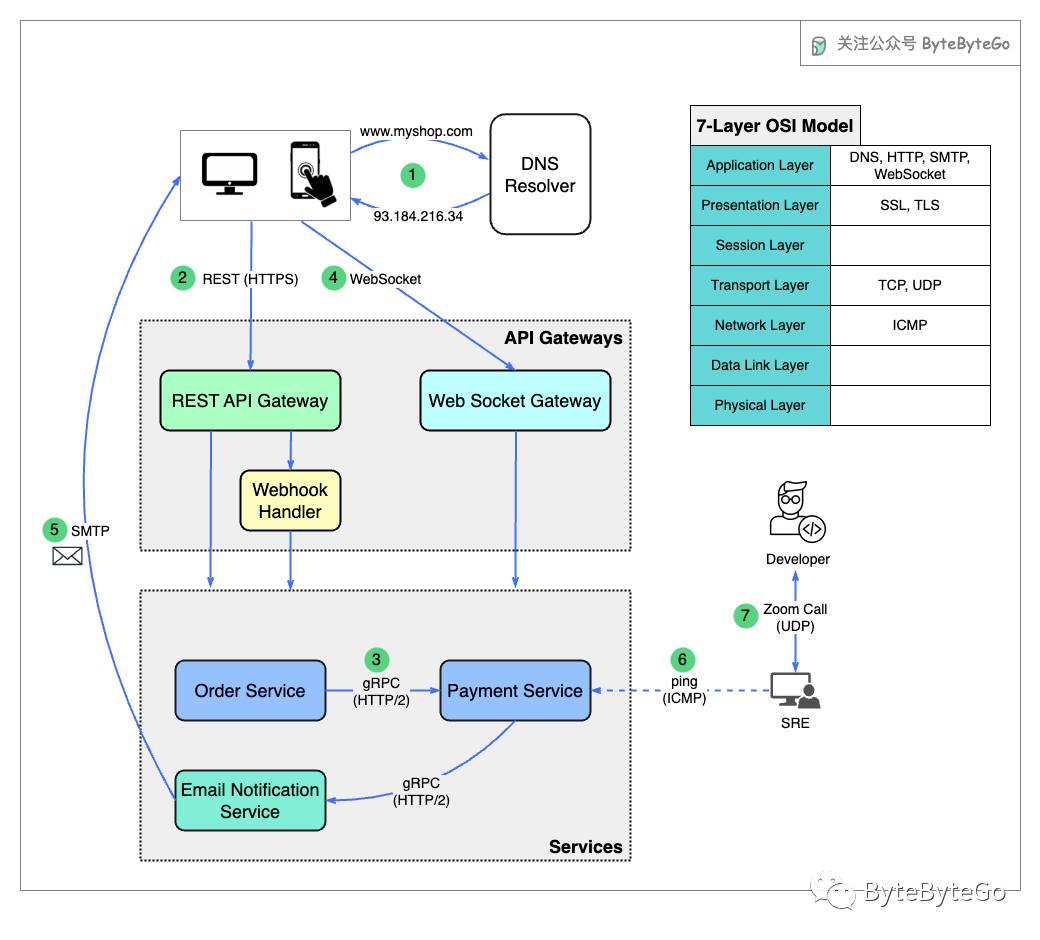 关注公众号 ByteByteGo
www.myshop.com
1
93.184.216.34
DNS
Resolver
7-Layer OSI Model
Application Layer
DNS, HTTP, SMTP,
WebSocket
Presentation Layer
SSL, TLS
Session Layer
Transport Layer
TCP, UDP
Network Layer
ICMP
Data Link Layer
Physical Layer
2
REST (HTTPS)
4
WebSocket
API Gateways
REST API Gateway
Web Socket Gateway
Webhook
Handler
5
SMTP
Developer
7
Zoom Call
(UDP)
Order Service
3
gRPC
(HTTP/2)
Payment Service
6
ping
(ICMP)
SRE
gRPC
(HTTP/2)
Email Notification
Service
Services
ByteByteGo